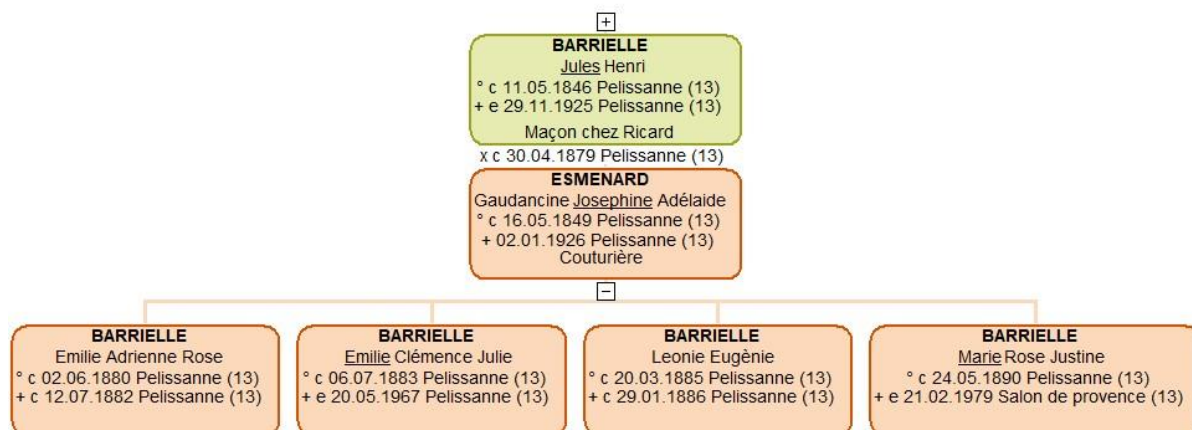 BARRIELLE
Jules Henri
° c 11.05.1846 Pelissanne (13)
+ e 29.11.1925 Pelissanne (13)
Maçon chez Ricard
x c 30.04.1879 Pelissanne (13)
ESMENARD
Gaudancine Josephine Adélaide
° c 16.05.1849 Pelissanne (13)
+ 02.01.1926 Pelissanne (13)
Couturière
BARRIELLE
Emilie Adrienne Rose
° c 02.06.1880 Pelissanne (13)
+ c 12.07.1882 Pelissanne (13)
BARRIELLE
Emilie Clémence Julie
° c 06.07.1883 Pelissanne (13)
+ e 20.05.1967 Pelissanne (13)
BARRIELLE
Leonie Eugènie
° c 20.03.1885 Pelissanne (13)
+ c 29.01.1886 Pelissanne (13)
BARRIELLE
Marie Rose Justine
° c 24.05.1890 Pelissanne (13)
+ e 21.02.1979 Salon de provence (13)